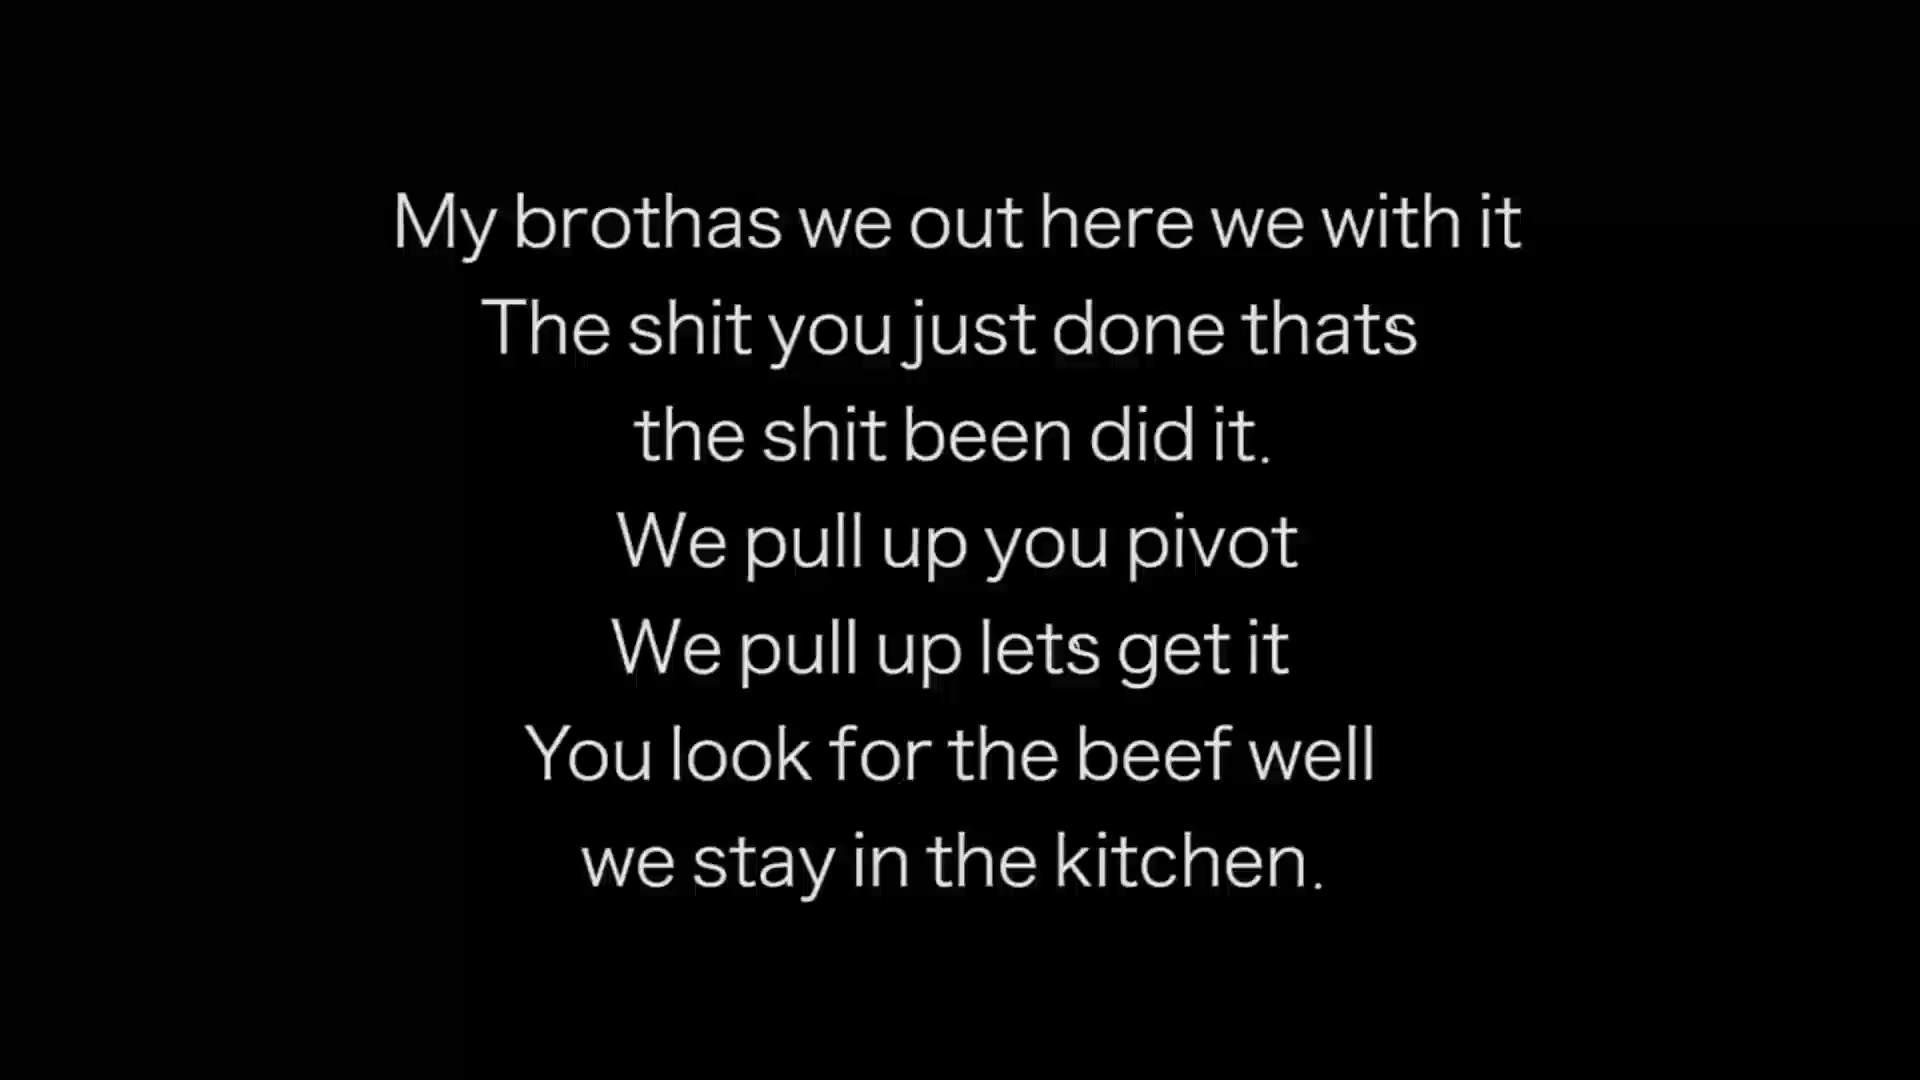 My brothas we out here we with it
The shit you just done thats
the shit been did it.
We pull up you pivot
We pull up lets get it
You look for the beef well
we stay in the kitchen.